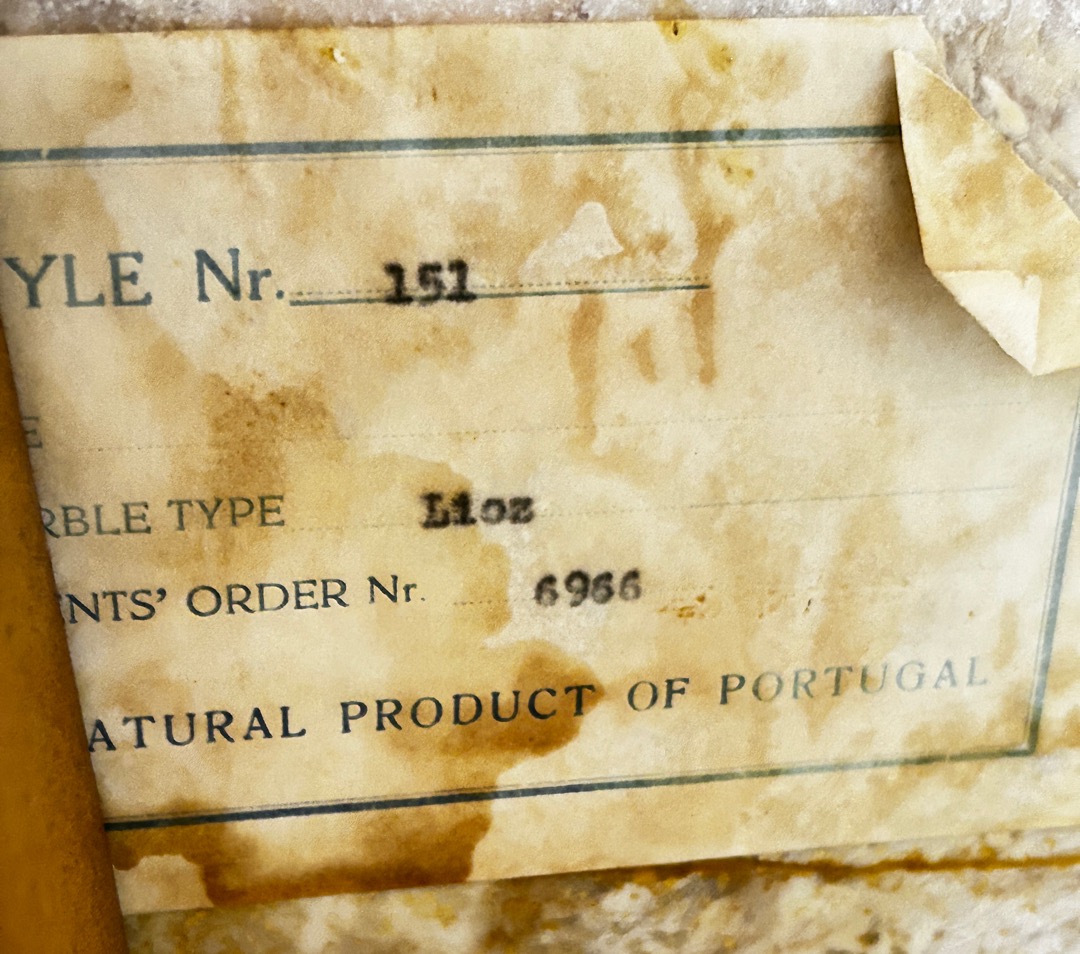 YLE Nr. 151
E
RBLE TYPE Lioz
NTS' ORDER Nr. 6966
ATURAL PRODUCT OF PORTUGAL